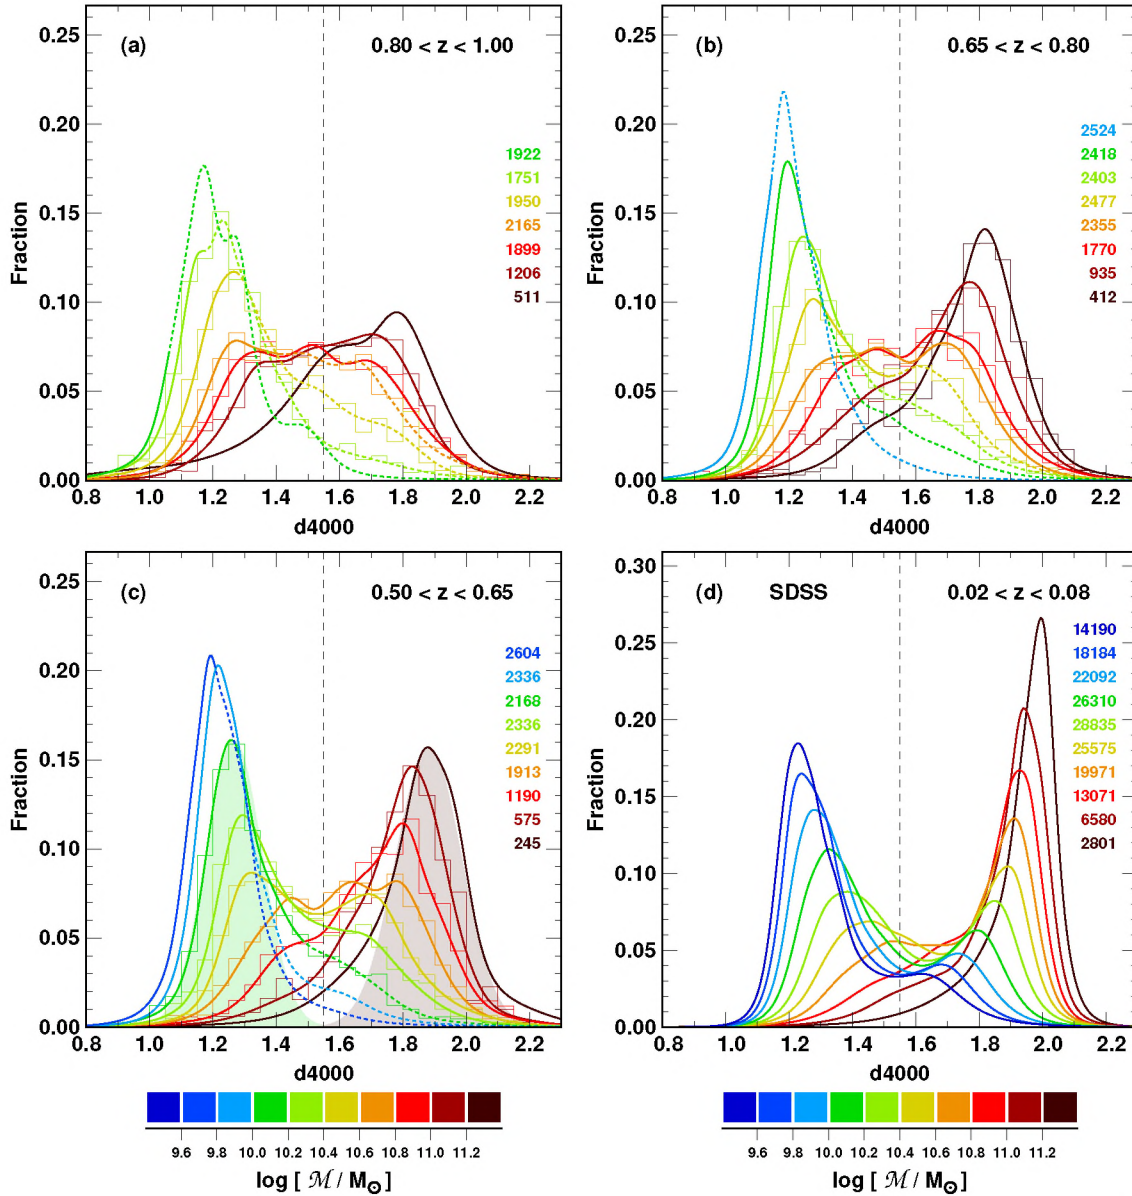 (a) 0.80 < z < 1.00
0.25
0.20
0.15
0.10
0.05
0.00
Fraction
1922
1751
1950
2165
1899
1206
511
0.8 1.0 1.2 1.4 1.6 1.8 2.0 2.2
d4000
(b) 0.65 < z < 0.80
0.25
0.20
0.15
0.10
0.05
0.00
Fraction
2524
2418
2403
2477
2355
1770
935
412
0.8 1.0 1.2 1.4 1.6 1.8 2.0 2.2
d4000
(c) 0.50 < z < 0.65
0.25
0.20
0.15
0.10
0.05
0.00
Fraction
2604
2336
2168
2336
2291
1913
1190
575
245
0.8 1.0 1.2 1.4 1.6 1.8 2.0 2.2
d4000
(d) SDSS 0.02 < z < 0.08
0.30
0.25
0.20
0.15
0.10
0.05
0.00
Fraction
14190
18184
22092
26310
28835
25575
19971
13071
6580
2801
0.8 1.0 1.2 1.4 1.6 1.8 2.0 2.2
d4000
9.6 9.8 10.0 10.2 10.4 10.6 10.8 11.0 11.2
log [ ℳ / M⊙ ]
9.6 9.8 10.0 10.2 10.4 10.6 10.8 11.0 11.2
log [ ℳ / M⊙ ]